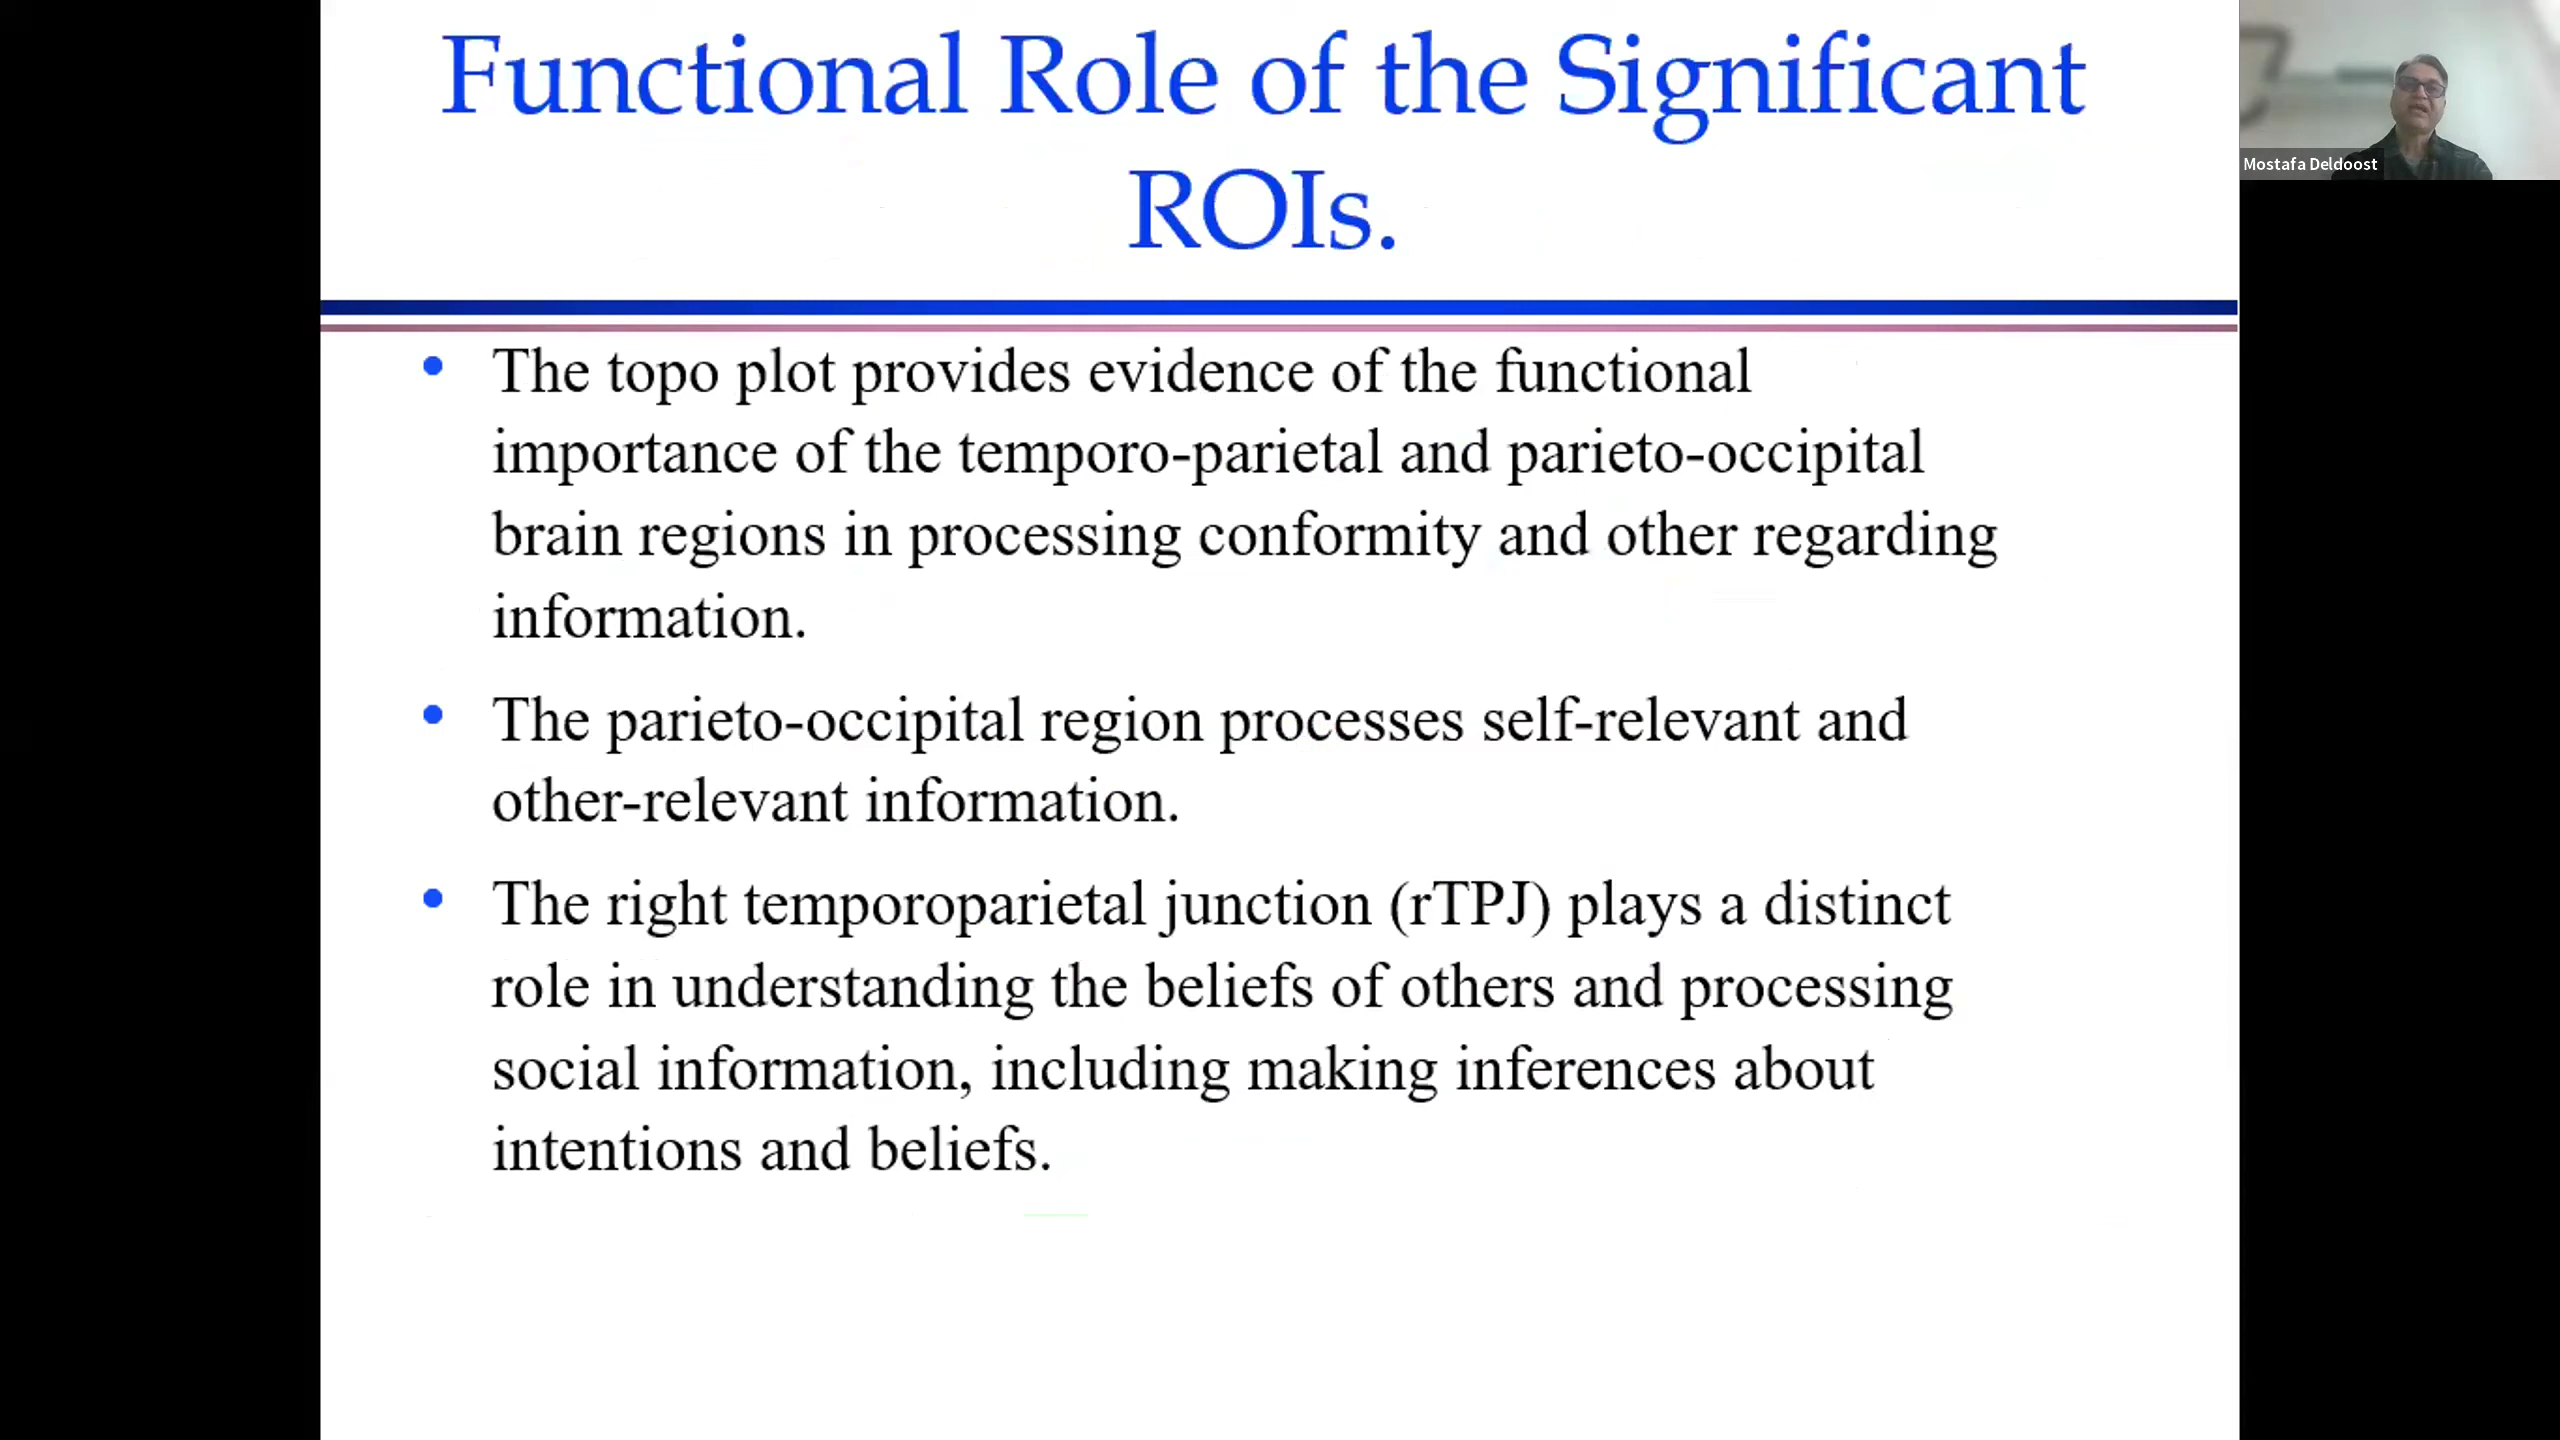 Functional Role of the Significant
ROIs.
Mostafa Deldoost
• The topo plot provides evidence of the functional
importance of the temporo-parietal and parieto-occipital
brain regions in processing conformity and other regarding
information.
• The parieto-occipital region processes self-relevant and
other-relevant information.
• The right temporoparietal junction (rTPJ) plays a distinct
role in understanding the beliefs of others and processing
social information, including making inferences about
intentions and beliefs.